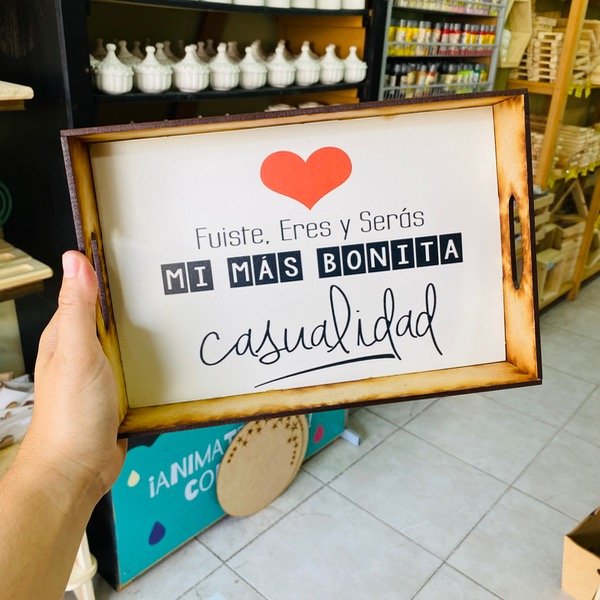 Fuiste, Eres y Serás
MI MÁS BONITA
casualidad
¡ANIMAT
CO